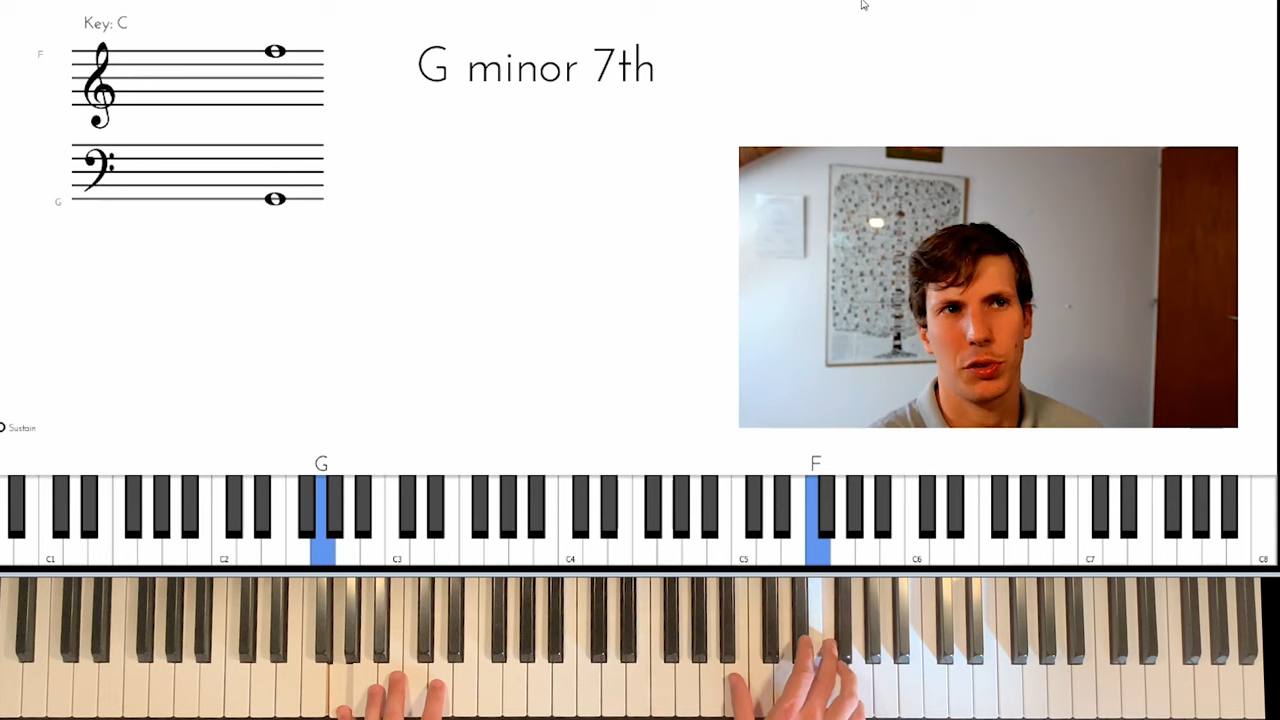 Key: C
F
G minor 7th
G
Sustain
G
F
C1
C2
C3
C4
C5
C6
C7
C8